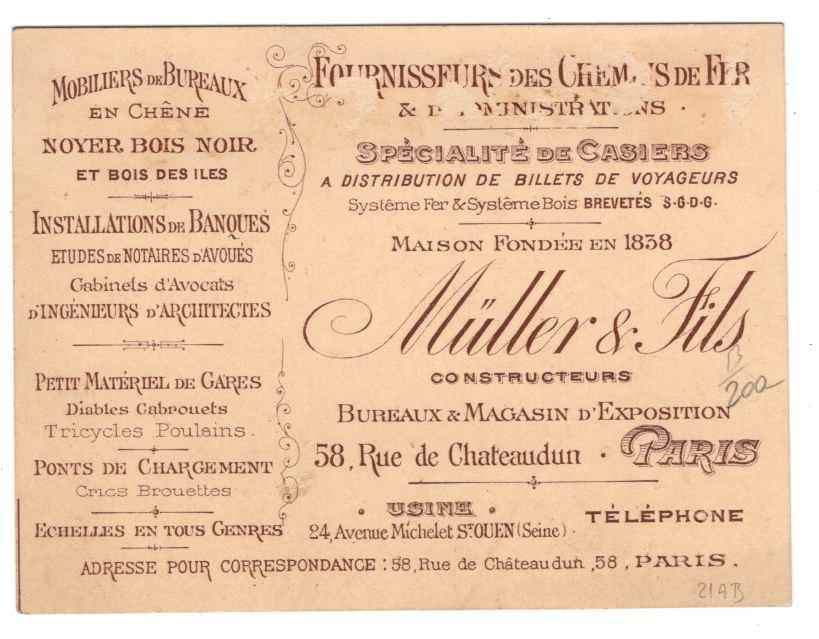 MOBILIERS DE BUREAUX
EN CHÊNE
NOYER BOIS NOIR
ET BOIS DES ILES
INSTALLATIONS DE BANQUES
ETUDES DE NOTAIRES D'AVOUÉS
Cabinets d'Avocats
D'INGÉNIEURS D'ARCHITECTES
PETIT MATÉRIEL DE GARES
Diables Cabrouets
Tricycles Poulains.
PONTS DE CHARGEMENT
Crics Brouettes
ECHELLES EN TOUS GENRES
FOURNISSEURS DES CHEMINS DE FER
& D'ADMINISTRATIONS.
SPÉCIALITÉ DE CASIERS
A DISTRIBUTION DE BILLETS DE VOYAGEURS
Système Fer & Système Bois BREVETÉS S·G·D·G·
MAISON FONDÉE EN 1838
Müller & Fils
CONSTRUCTEURS
BUREAUX & MAGASIN D'EXPOSITION
58, Rue de Chateaudun · PARIS
· USINE ·
24, Avenue Michelet ST OUEN (Seine) ·
TÉLÉPHONE
ADRESSE POUR CORRESPONDANCE : 58, Rue de Châteaudun, 58, PARIS.
B
200
21AB